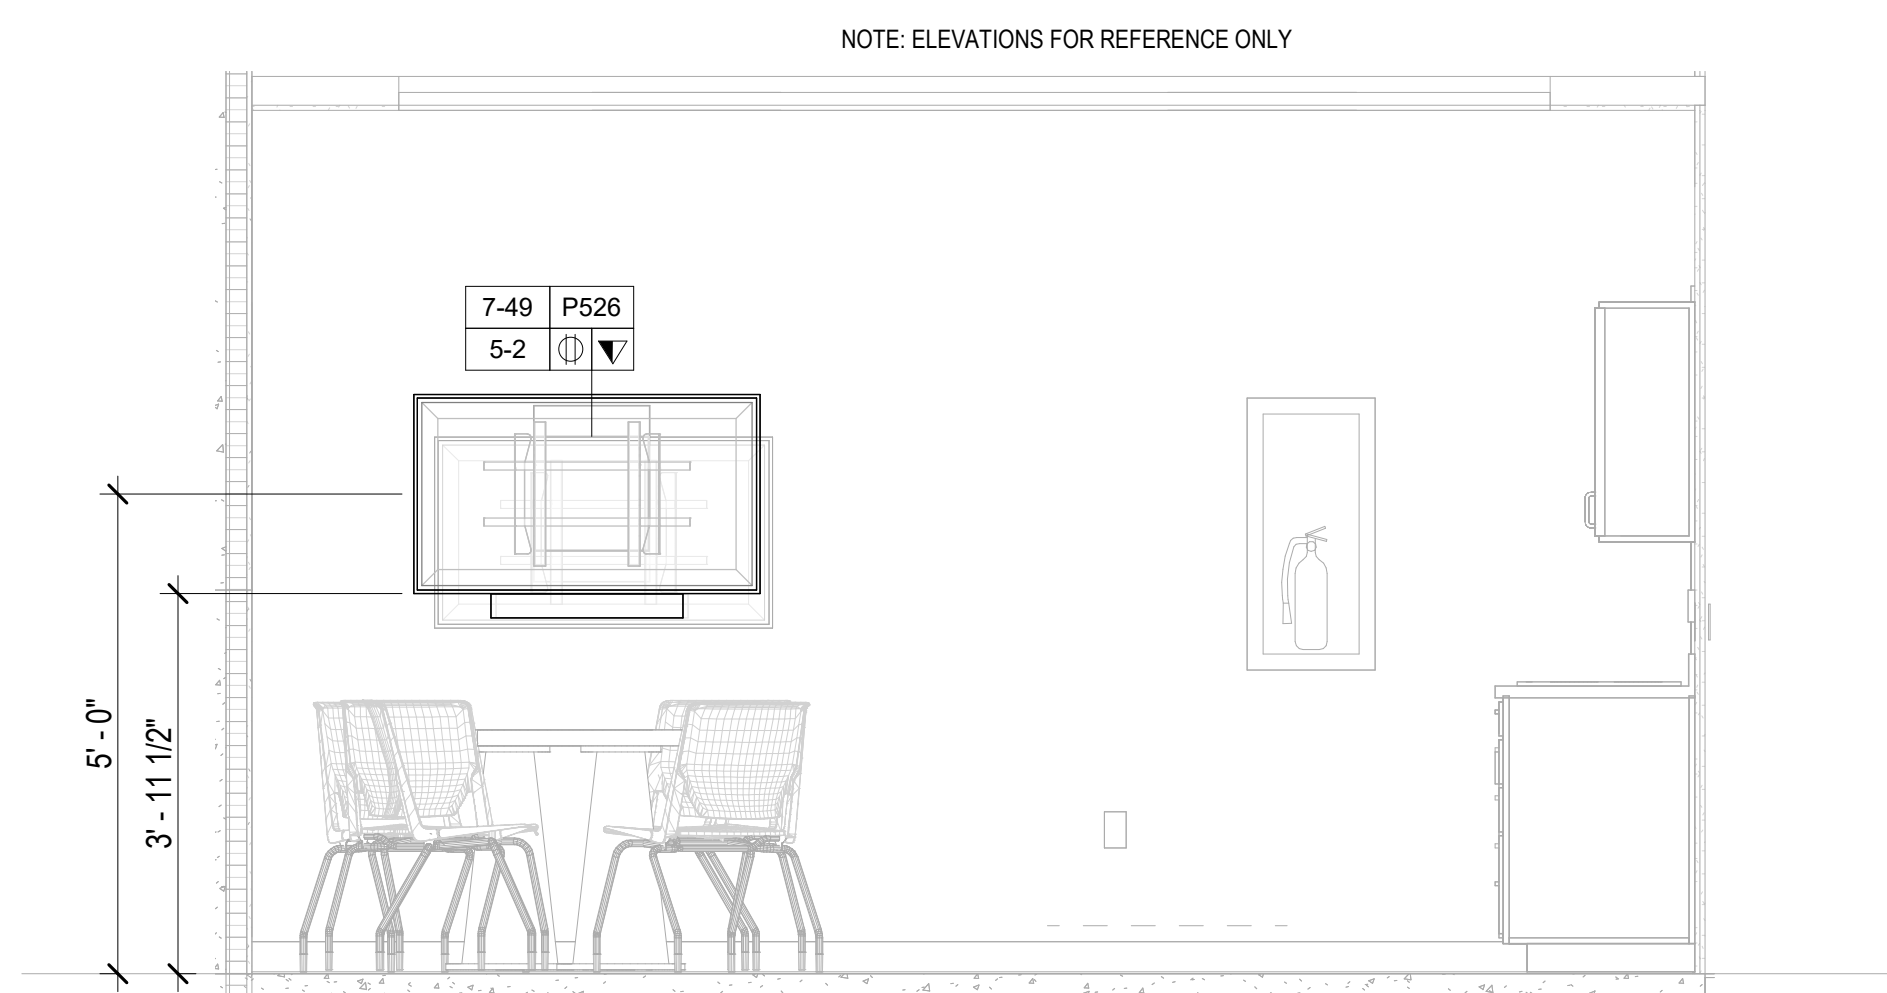 NOTE: ELEVATIONS FOR REFERENCE ONLY
7-49 P526
5-2
5' - 0"
3' - 11 1/2"